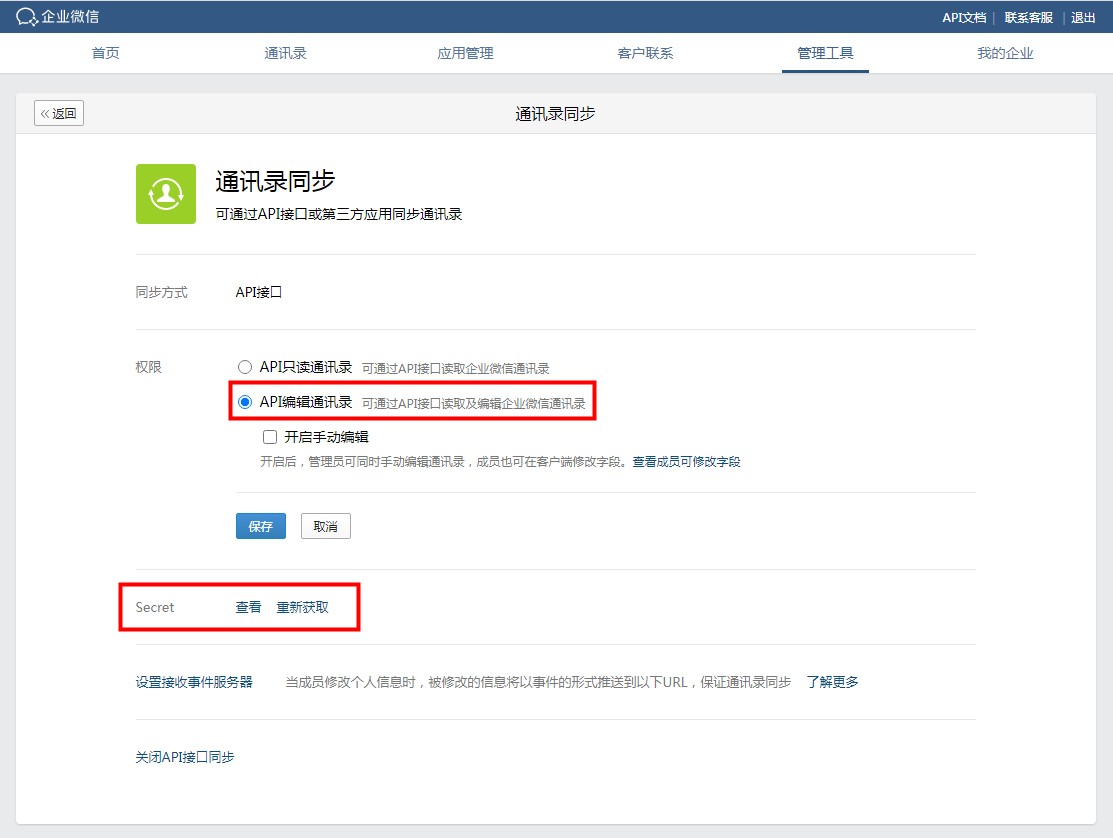 企业微信 API文档 联系客服 退出
首页 通讯录 应用管理 客户联系 管理工具 我的企业
«返回 通讯录同步
通讯录同步
可通过API接口或第三方应用同步通讯录
同步方式 API接口
权限 API只读通讯录 可通过API接口读取企业微信通讯录
API编辑通讯录 可通过API接口读取及编辑企业微信通讯录
开启手动编辑
开启后，管理员可同时手动编辑通讯录，成员也可在客户端修改字段。查看成员可修改字段
保存 取消
Secret 查看 重新获取
设置接收事件服务器 当成员修改个人信息时，被修改的信息将以事件的形式推送到以下URL，保证通讯录同步 了解更多
关闭API接口同步